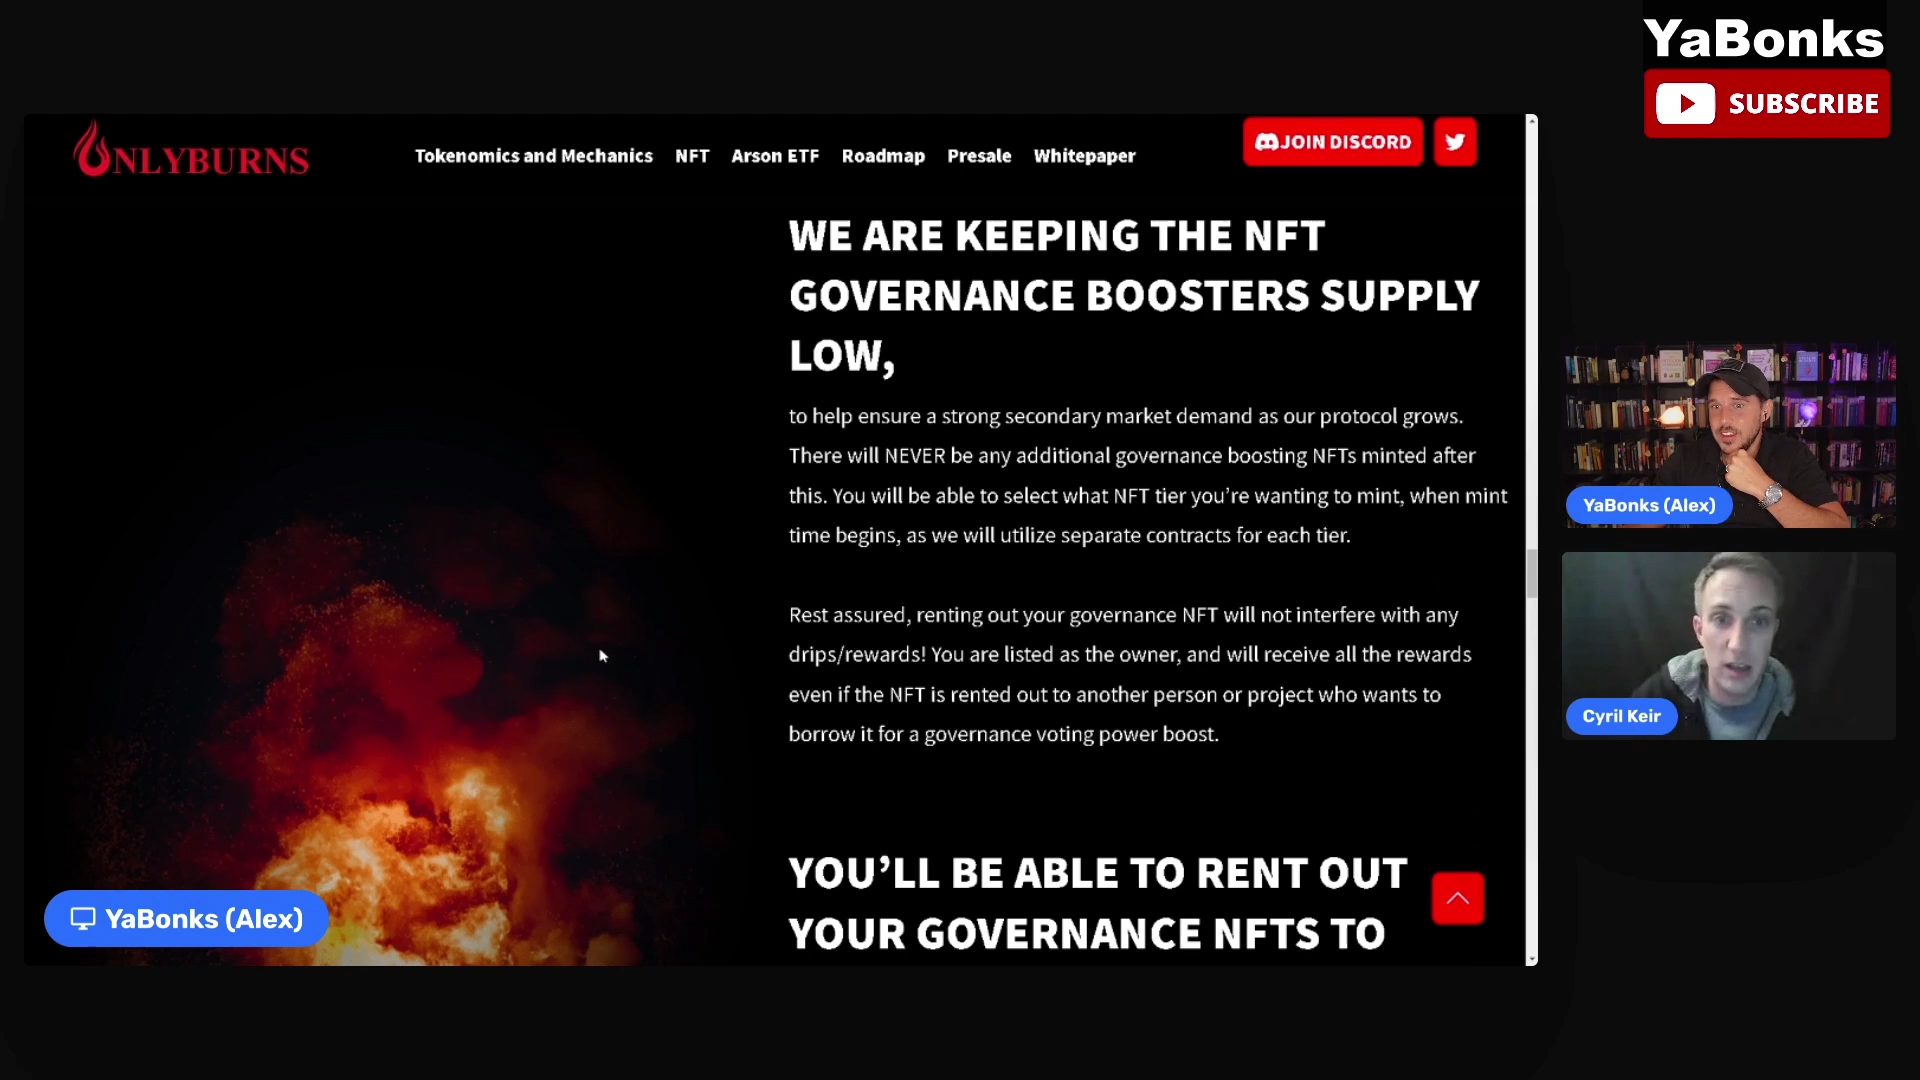 YaBonks
SUBSCRIBE
ONLYBURNS
Tokenomics and Mechanics NFT Arson ETF Roadmap Presale Whitepaper
JOIN DISCORD
WE ARE KEEPING THE NFT
GOVERNANCE BOOSTERS SUPPLY
LOW,
to help ensure a strong secondary market demand as our protocol grows.
There will NEVER be any additional governance boosting NFTs minted after
this. You will be able to select what NFT tier you’re wanting to mint, when mint
time begins, as we will utilize separate contracts for each tier.
Rest assured, renting out your governance NFT will not interfere with any
drips/rewards! You are listed as the owner, and will receive all the rewards
even if the NFT is rented out to another person or project who wants to
borrow it for a governance voting power boost.
YOU’LL BE ABLE TO RENT OUT
YOUR GOVERNANCE NFTS TO
YaBonks (Alex)
YaBonks (Alex)
Cyril Keir